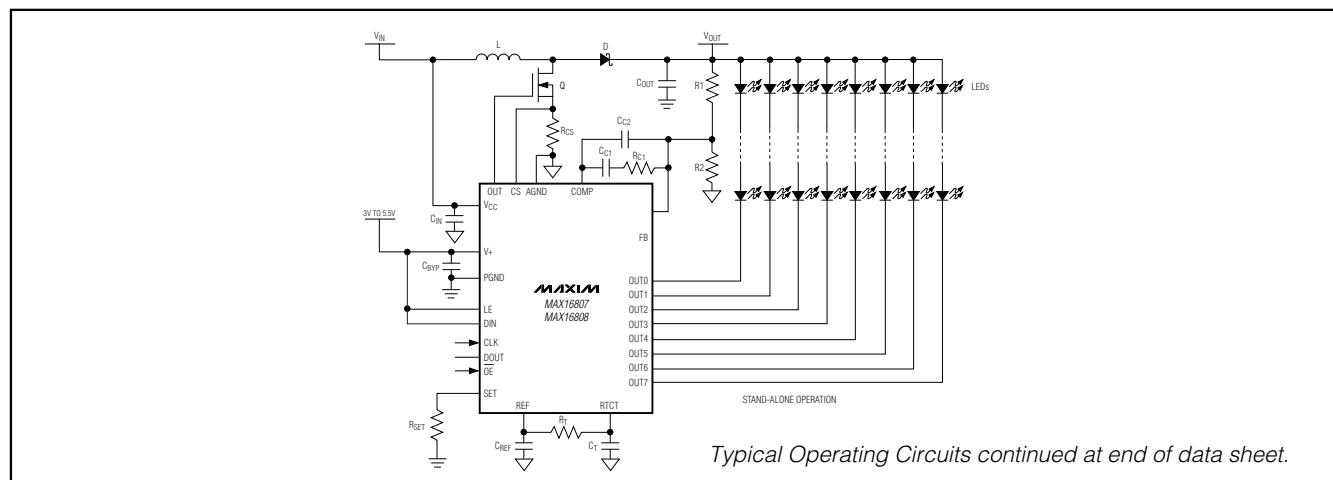 VIN
L
D
VOUT
Q
COUT
R1
LEDs
RCS
CC2
CC1
RC1
R2
OUT
CS
AGND
COMP
VCC
CIN
3V TO 5.5V
FB
V+
CBYP
PGND
MAXIM
MAX16807
MAX16808
OUT0
OUT1
LE
OUT2
DIN
OUT3
CLK
OUT4
DOUT
OUT5
OE
OUT6
OUT7
SET
STAND-ALONE OPERATION
REF
RTCT
RSET
RT
CREF
CT
Typical Operating Circuits continued at end of data sheet.